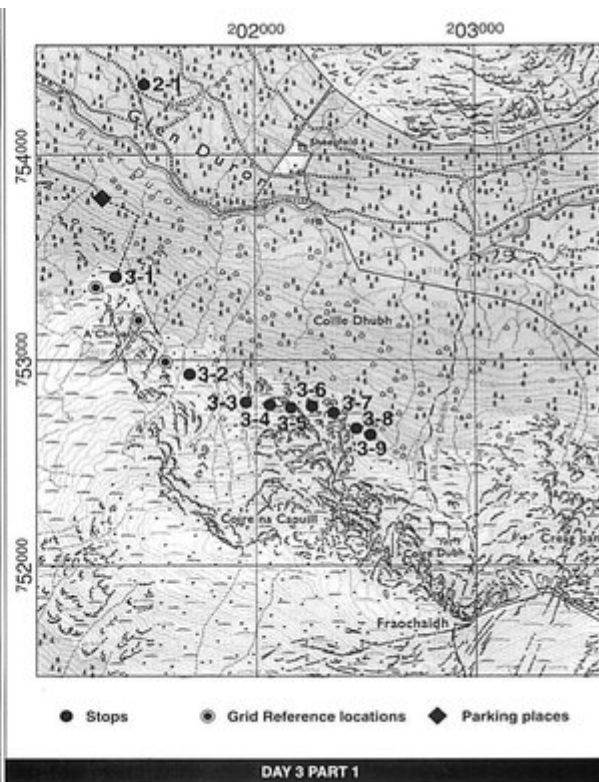 202000 203000
2-1
Glen Duror
754000
River Duror
3-1
Coille Dhubh
753000
3-2
3-6
3-3
3-7
3-4
3-5
3-8
3-9
Coire na Capuill
Coire Dubh
752000
Fraochaidh
Stops Grid Reference locations Parking places
DAY 3 PART 1